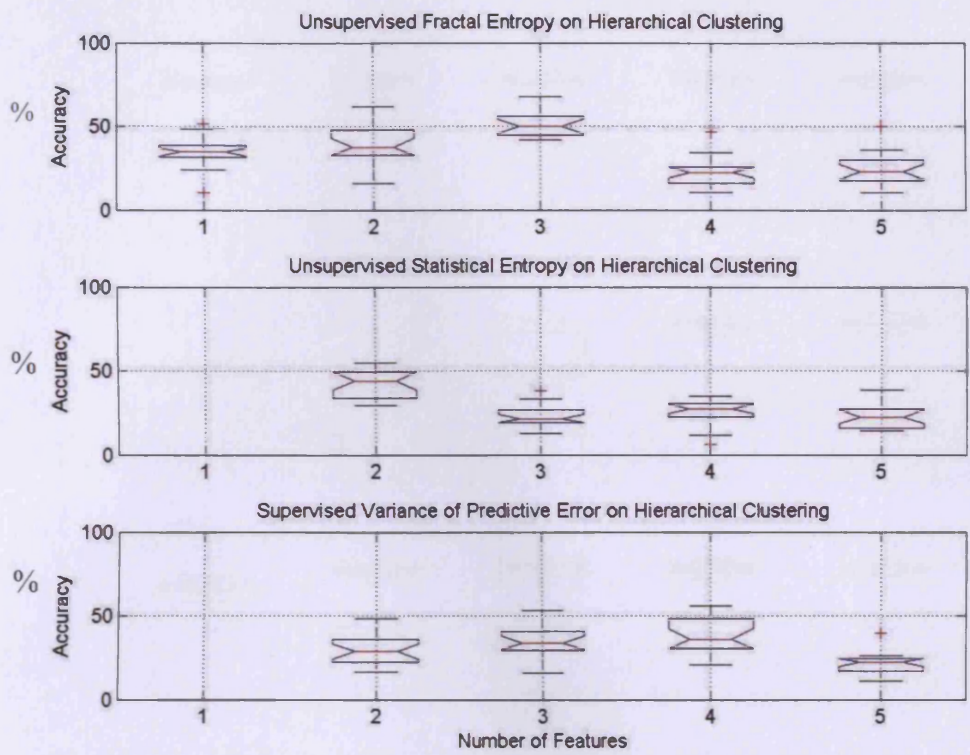 Unsupervised Fractal Entropy on Hierarchical Clustering
100
50
0
%
Accuracy
1 2 3 4 5
Unsupervised Statistical Entropy on Hierarchical Clustering
100
50
0
%
Accuracy
1 2 3 4 5
Supervised Variance of Predictive Error on Hierarchical Clustering
100
50
0
%
Accuracy
1 2 3 4 5
Number of Features